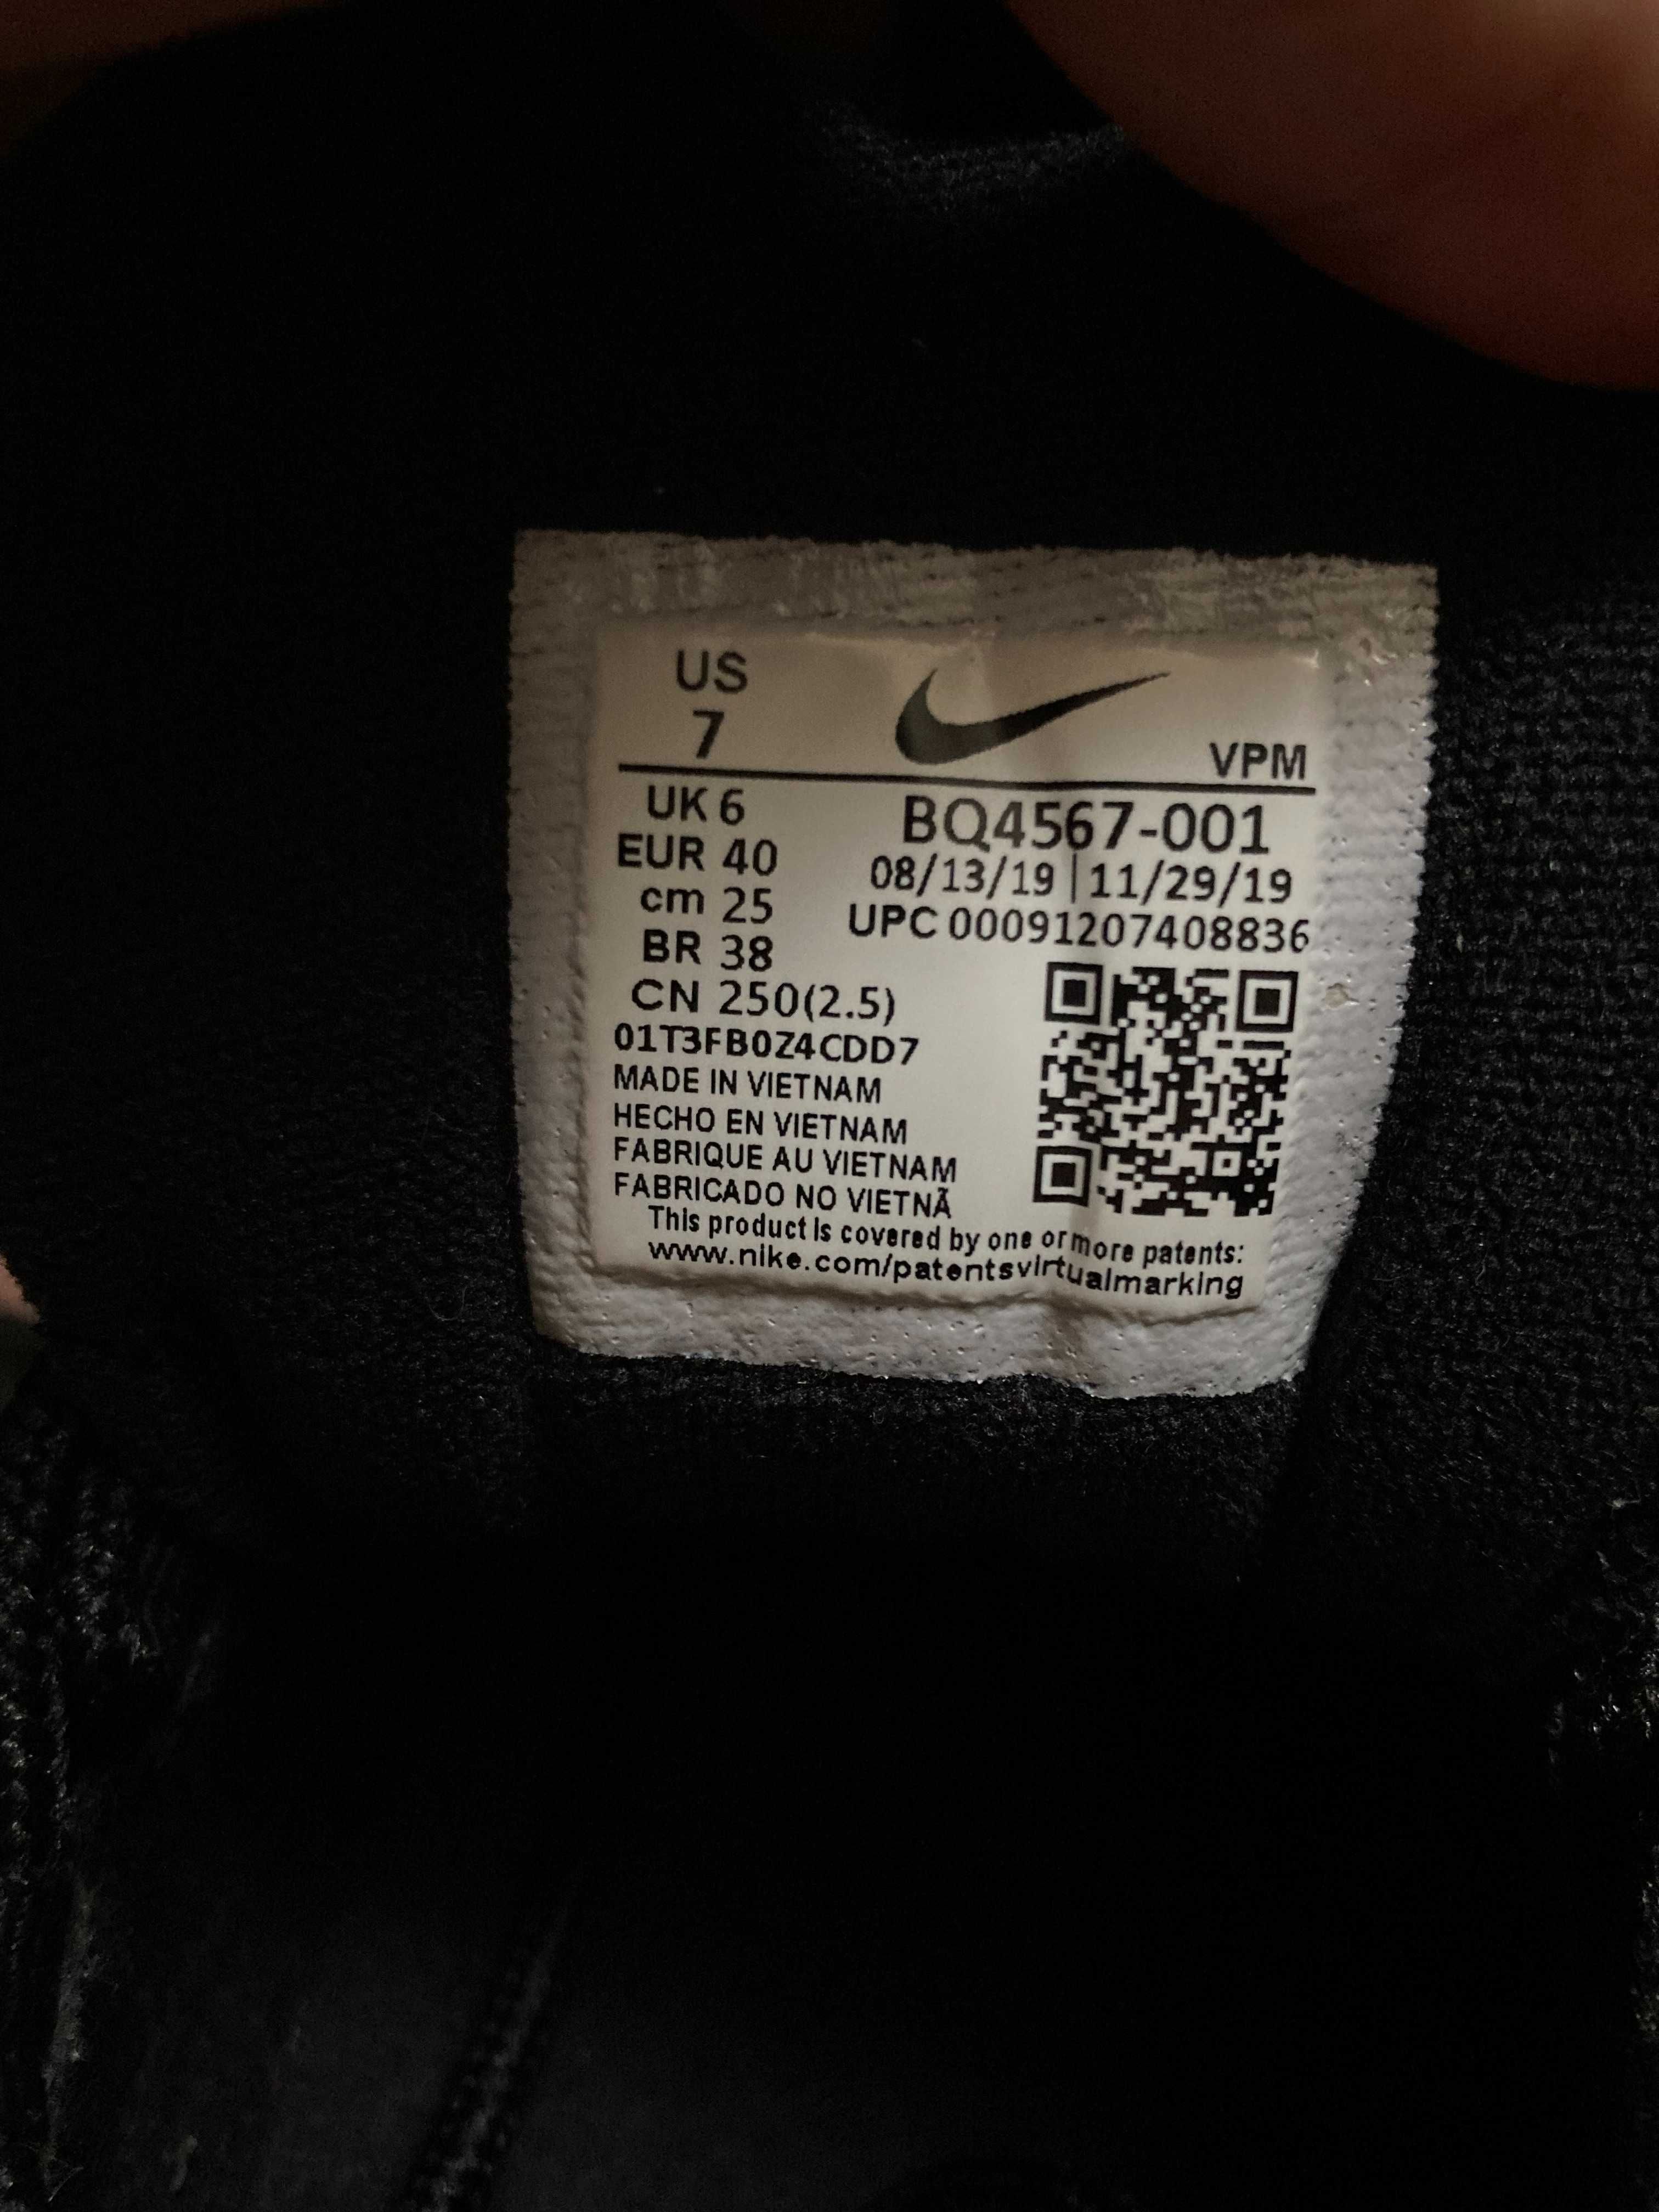 US
7
VPM
UK 6
EUR 40
cm 25
BR 38
CN 250(2.5)
BQ4567-001
08/13/19 | 11/29/19
UPC 00091207408836
01T3FB0Z4CDD7
MADE IN VIETNAM
HECHO EN VIETNAM
FABRIQUE AU VIETNAM
FABRICADO NO VIETNÃ
This product is covered by one or more patents:
www.nike.com/patentsvirtualmarking